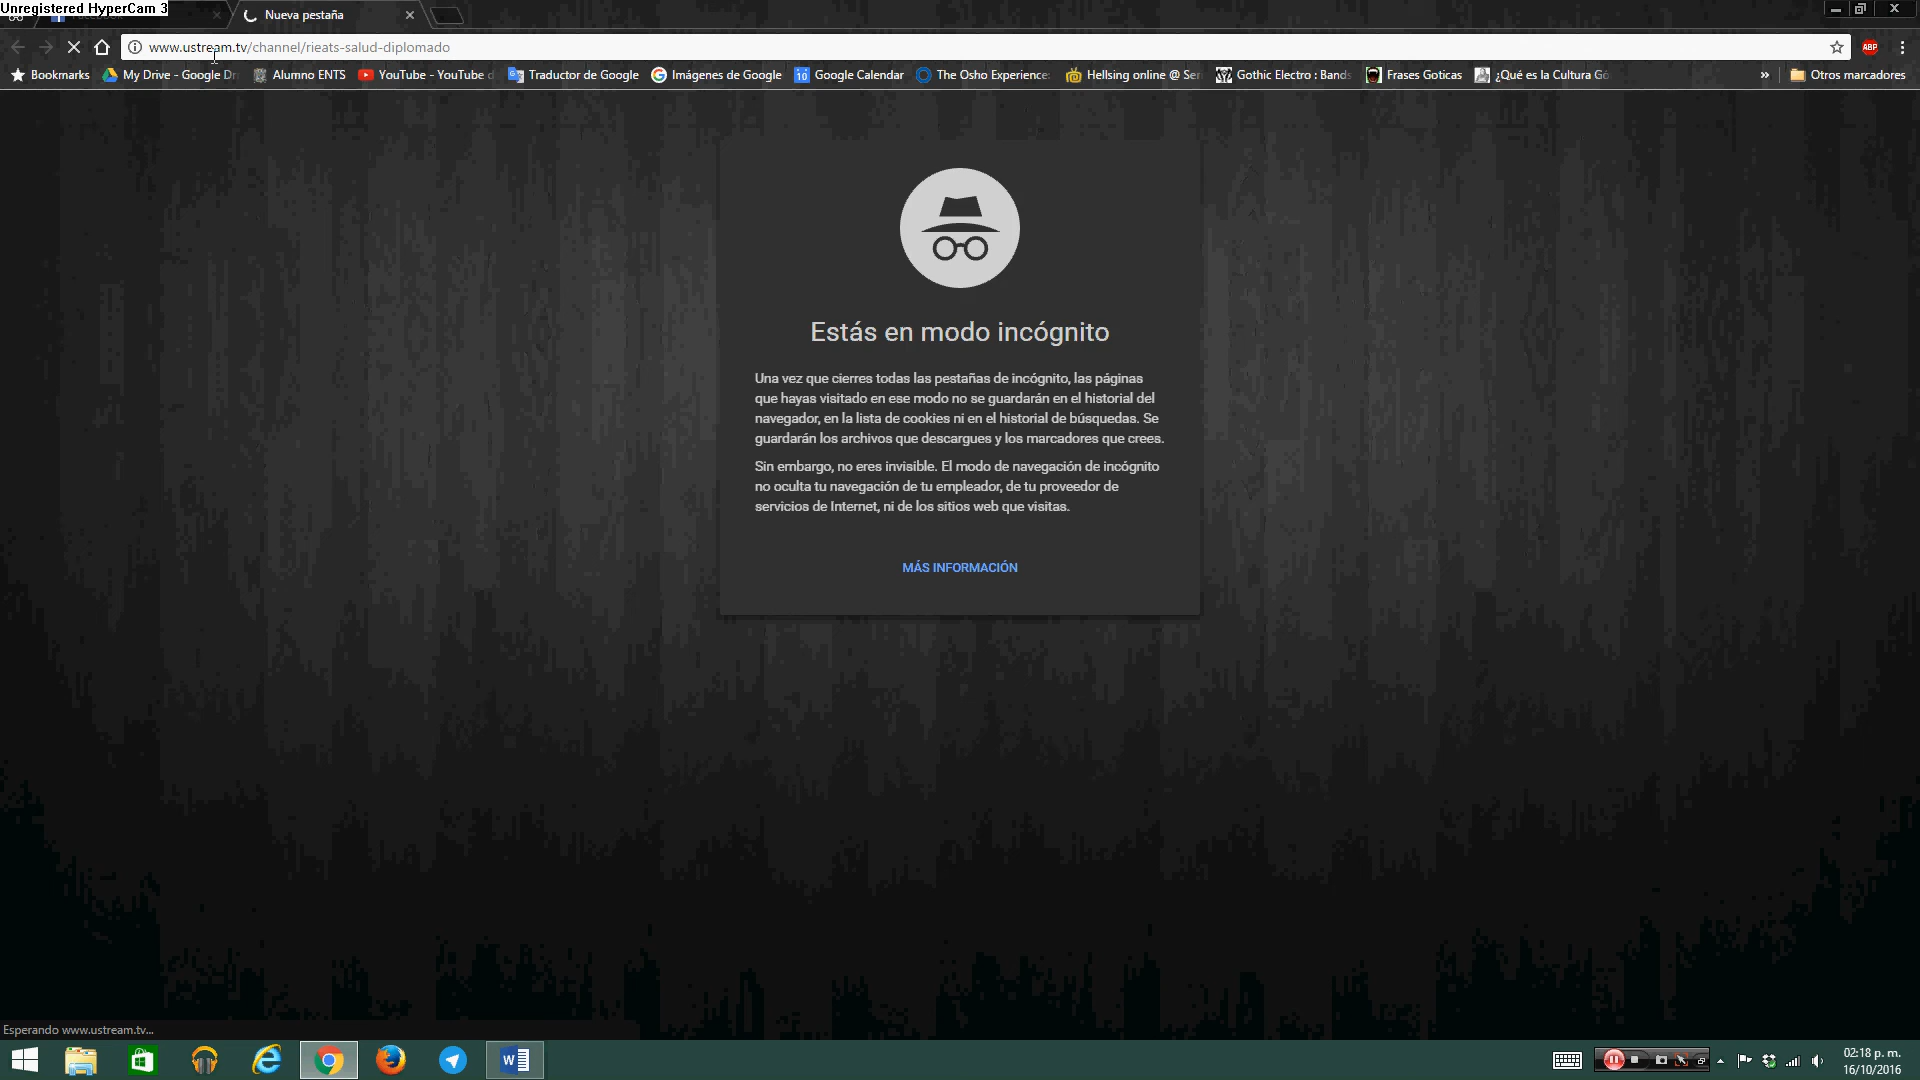 Unregistered HyperCam 3
Nueva pestaña
www.ustream.tv/channel/rieats-salud-diplomado
ABP
Bookmarks My Drive - Google Dr Alumno ENTS YouTube - YouTube d Traductor de Google Imágenes de Google 10 Google Calendar The Osho Experience: Hellsing online @ Ser Gothic Electro : Bands Frases Goticas ¿Qué es la Cultura Gó » Otros marcadores
Estás en modo incógnito
Una vez que cierres todas las pestañas de incógnito, las páginas
que hayas visitado en ese modo no se guardarán en el historial del
navegador, en la lista de cookies ni en el historial de búsquedas. Se
guardarán los archivos que descargues y los marcadores que crees.
Sin embargo, no eres invisible. El modo de navegación de incógnito
no oculta tu navegación de tu empleador, de tu proveedor de
servicios de Internet, ni de los sitios web que visitas.
MÁS INFORMACIÓN
Esperando www.ustream.tv...
02:18 p. m.
16/10/2016